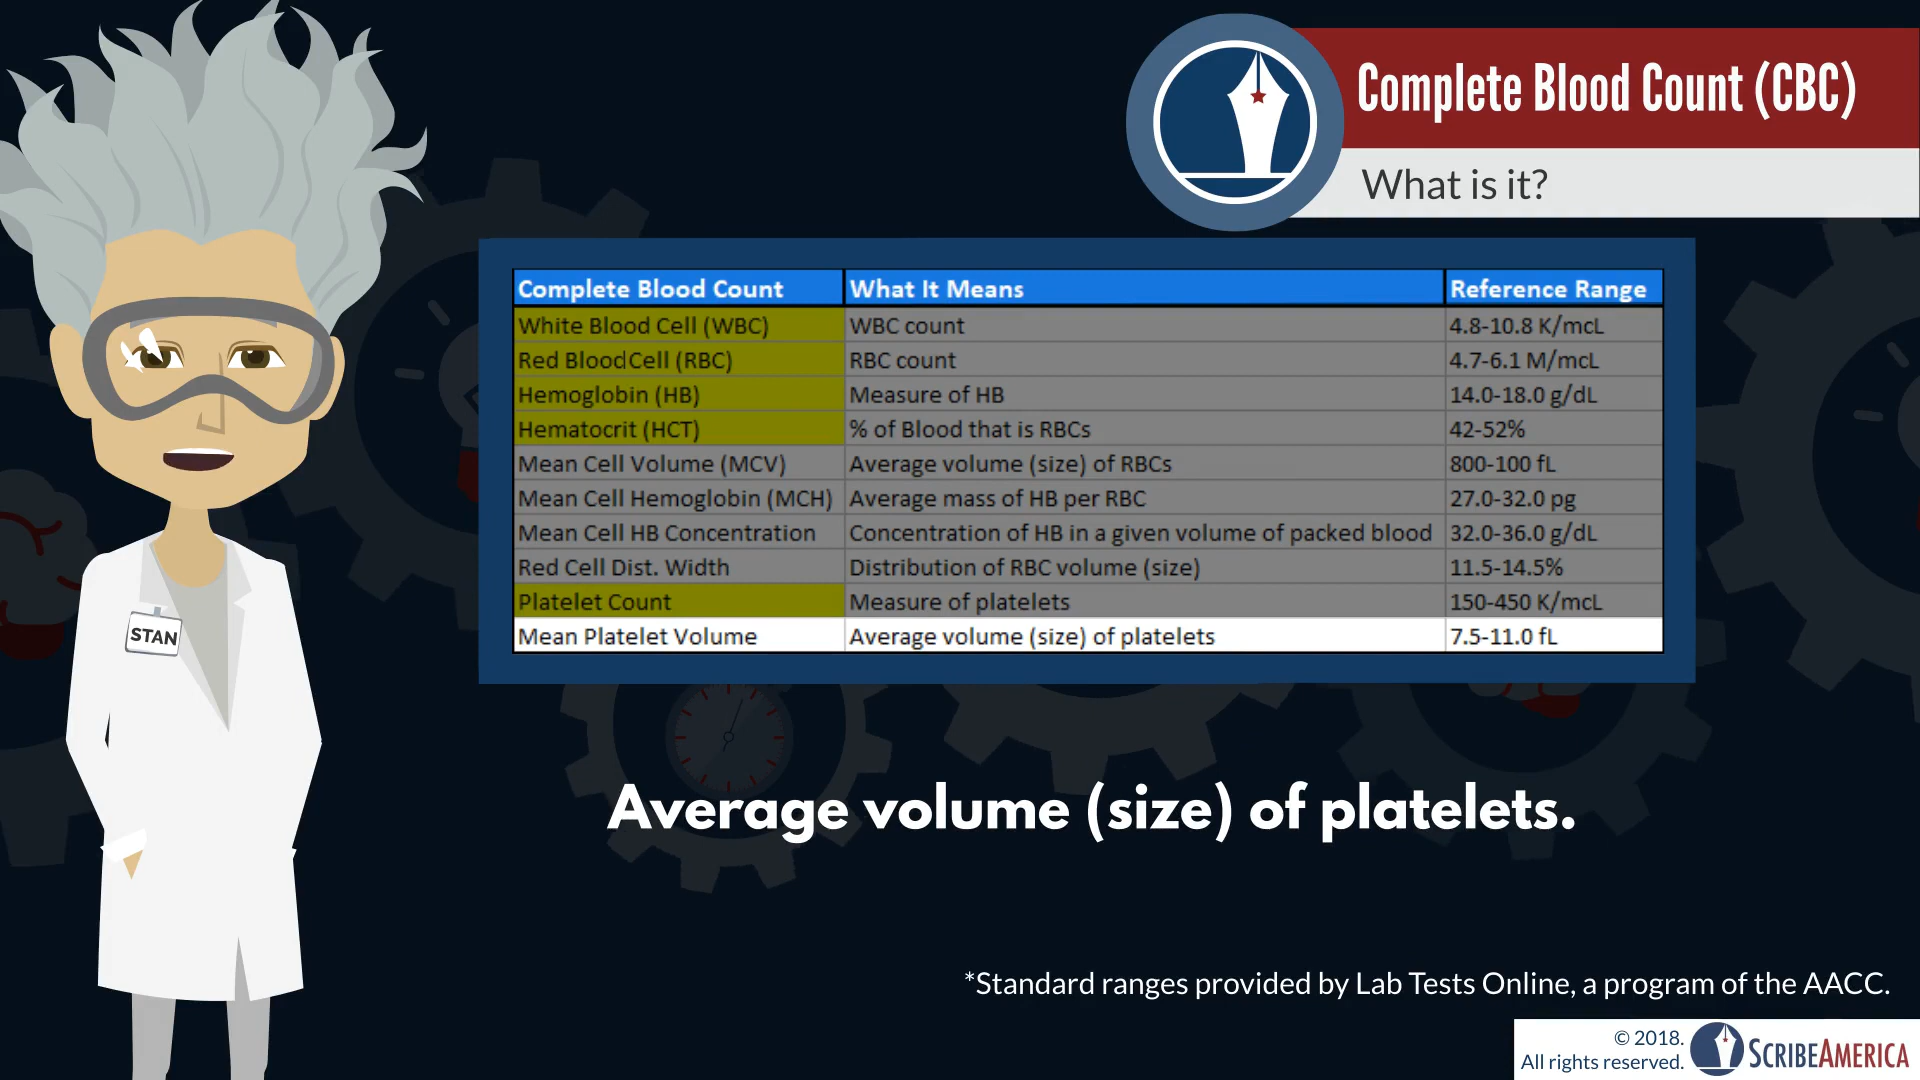 Complete Blood Count (CBC)
What is it?
Complete Blood Count What It Means Reference Range
White Blood Cell (WBC) WBC count 4.8-10.8 K/mcL
Red Blood Cell (RBC) RBC count 4.7-6.1 M/mcL
Hemoglobin (HB) Measure of HB 14.0-18.0 g/dL
Hematocrit (HCT) % of Blood that is RBCs 42-52%
Mean Cell Volume (MCV) Average volume (size) of RBCs 800-100 fL
Mean Cell Hemoglobin (MCH) Average mass of HB per RBC 27.0-32.0 pg
Mean Cell HB Concentration Concentration of HB in a given volume of packed blood 32.0-36.0 g/dL
Red Cell Dist. Width Distribution of RBC volume (size) 11.5-14.5%
Platelet Count Measure of platelets 150-450 K/mcL
Mean Platelet Volume Average volume (size) of platelets 7.5-11.0 fL
STAN
Average volume (size) of platelets.
*Standard ranges provided by Lab Tests Online, a program of the AACC.
© 2018.
All rights reserved.
SCRIBEAMERICA